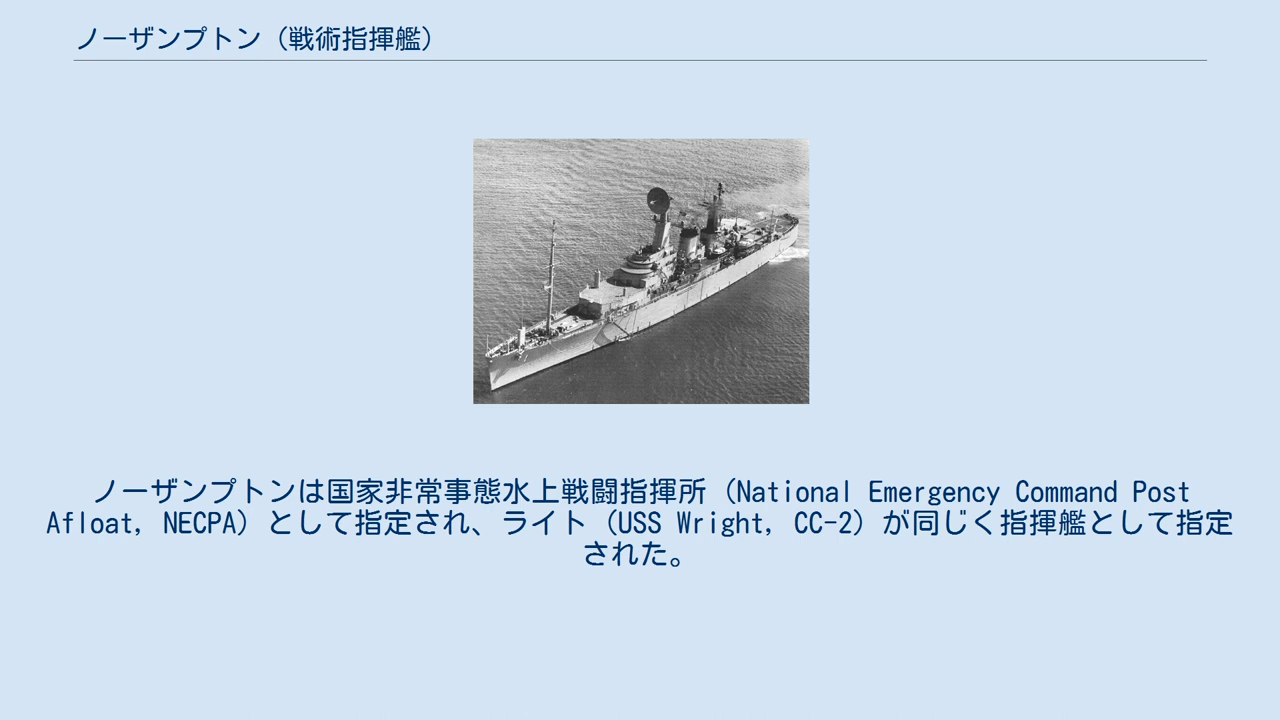 ノーザンプトン（戦術指揮艦）
ノーザンプトンは国家非常事態水上戦闘指揮所（National Emergency Command Post
Afloat, NECPA）として指定され、ライト（USS Wright, CC-2）が同じく指揮艦として指定
された。